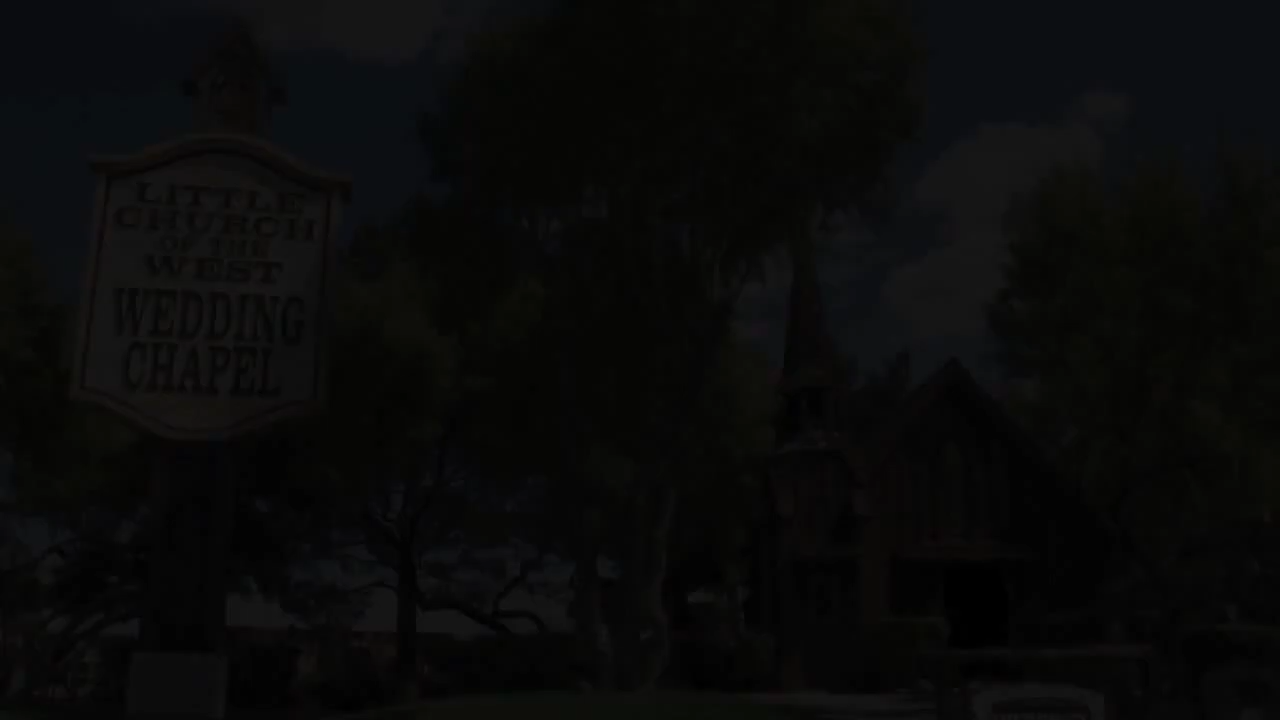 LITTLE
CHURCH
OF THE
WEST
WEDDING
CHAPEL